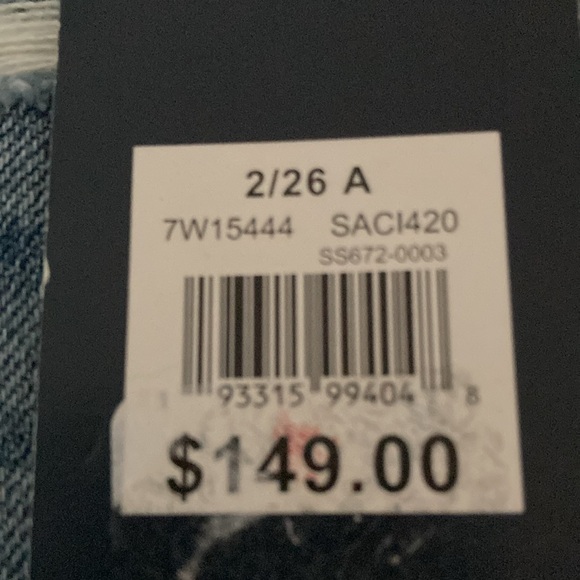 2/26 A
7W15444 SACI420
SS672-0003
1 93315 99404 8
$149.00